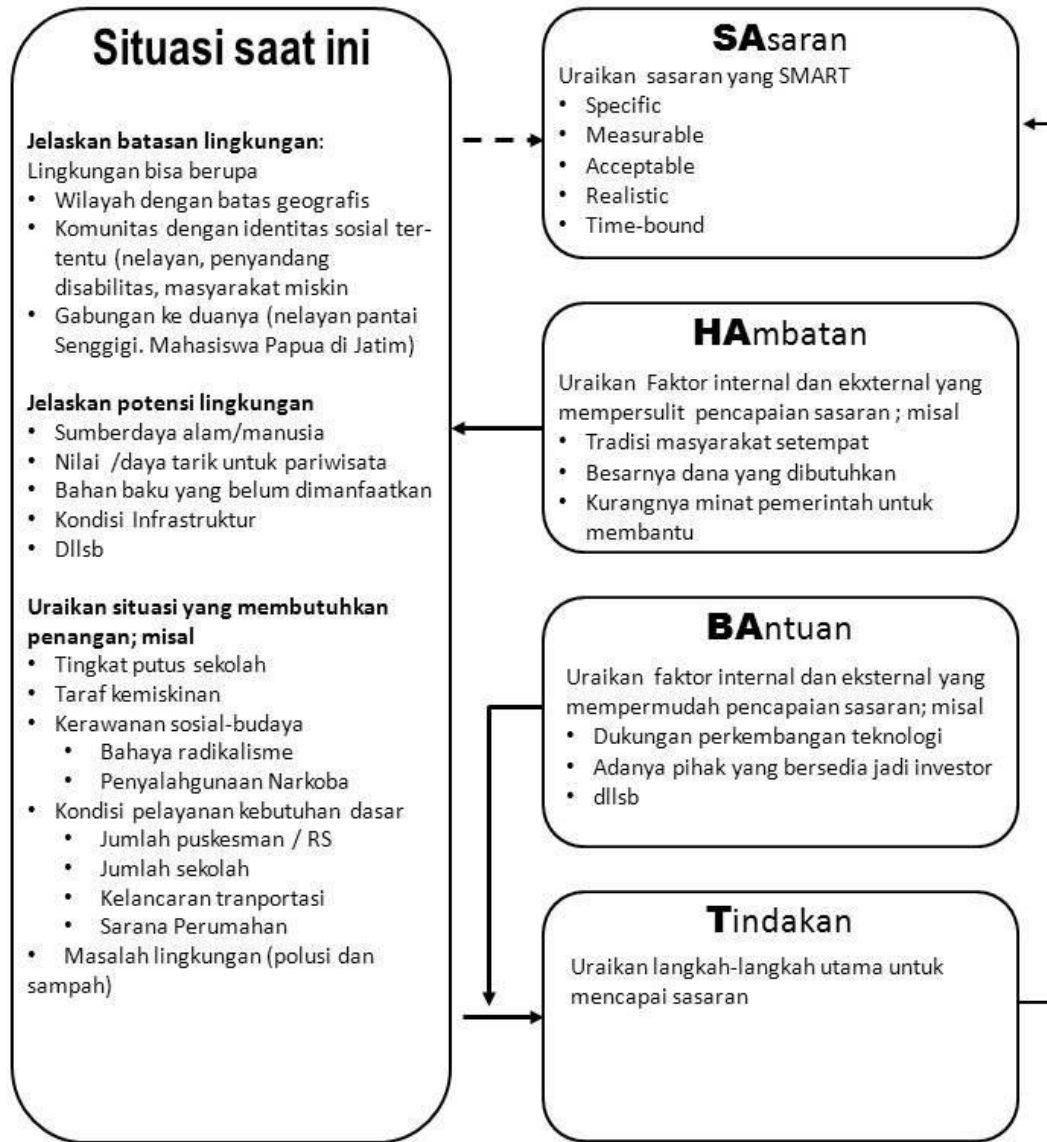 Situasi saat ini
Jelaskan batasan lingkungan:
Lingkungan bisa berupa
• Wilayah dengan batas geografis
• Komunitas dengan identitas sosial ter-
tentu (nelayan, penyandang
disabilitas, masyarakat miskin
• Gabungan ke duanya (nelayan pantai
Senggigi. Mahasiswa Papua di Jatim)
Jelaskan potensi lingkungan
• Sumberdaya alam/manusia
• Nilai /daya tarik untuk pariwisata
• Bahan baku yang belum dimanfaatkan
• Kondisi Infrastruktur
• Dllsb
Uraikan situasi yang membutuhkan
penangan; misal
• Tingkat putus sekolah
• Taraf kemiskinan
• Kerawanan sosial-budaya
• Bahaya radikalisme
• Penyalahgunaan Narkoba
• Kondisi pelayanan kebutuhan dasar
• Jumlah puskesman / RS
• Jumlah sekolah
• Kelancaran tranportasi
• Sarana Perumahan
• Masalah lingkungan (polusi dan
sampah)
SAsaran
Uraikan sasaran yang SMART
• Specific
• Measurable
• Acceptable
• Realistic
• Time-bound
HAmbatan
Uraikan Faktor internal dan ekxternal yang
mempersulit pencapaian sasaran ; misal
• Tradisi masyarakat setempat
• Besarnya dana yang dibutuhkan
• Kurangnya minat pemerintah untuk
membantu
BAntuan
Uraikan faktor internal dan eksternal yang
mempermudah pencapaian sasaran; misal
• Dukungan perkembangan teknologi
• Adanya pihak yang bersedia jadi investor
• dllsb
Tindakan
Uraikan langkah-langkah utama untuk
mencapai sasaran